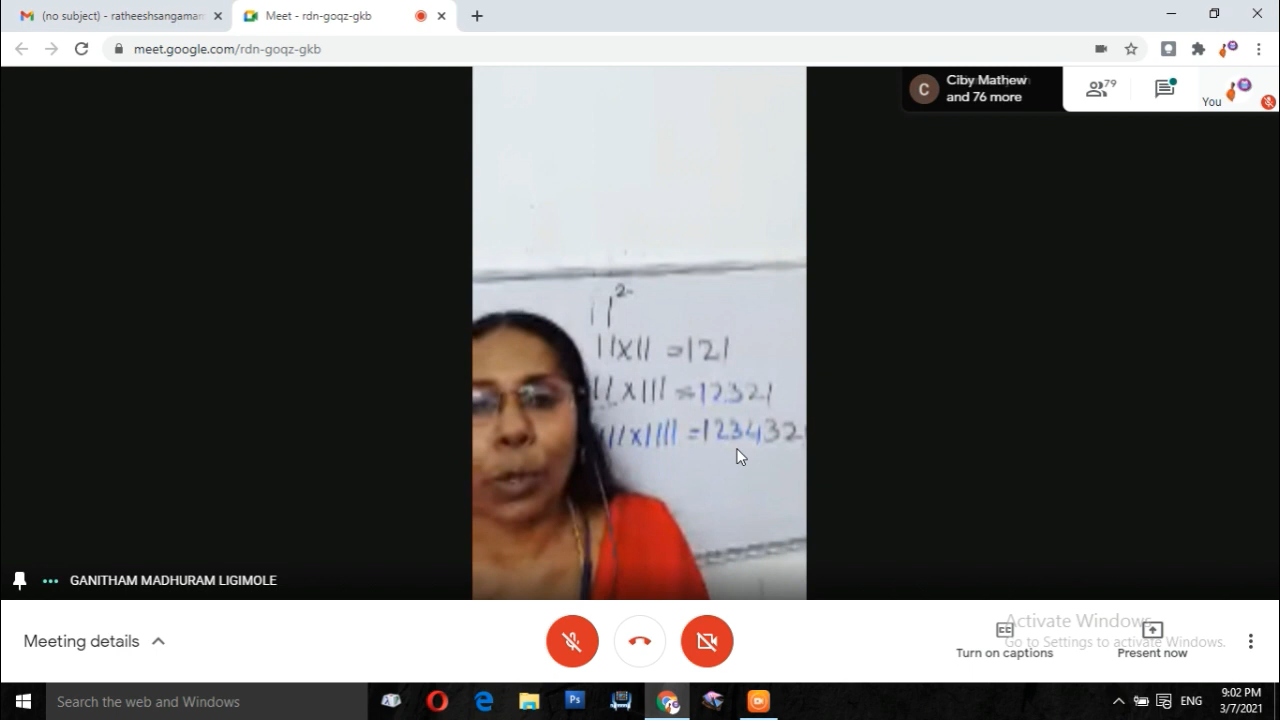 (no subject) - ratheeshsangamam
Meet - rdn-goqz-gkb
meet.google.com/rdn-goqz-gkb
Ciby Mathew
and 76 more
79
You
11²
11x11 =121
111x111 =12321
111x1111 =123432
GANITHAM MADHURAM LIGIMOLE
Meeting details
Turn on captions
Present now
Activate Windows
Go to Settings to activate Windows.
Search the web and Windows
ENG
9:02 PM
3/7/2021